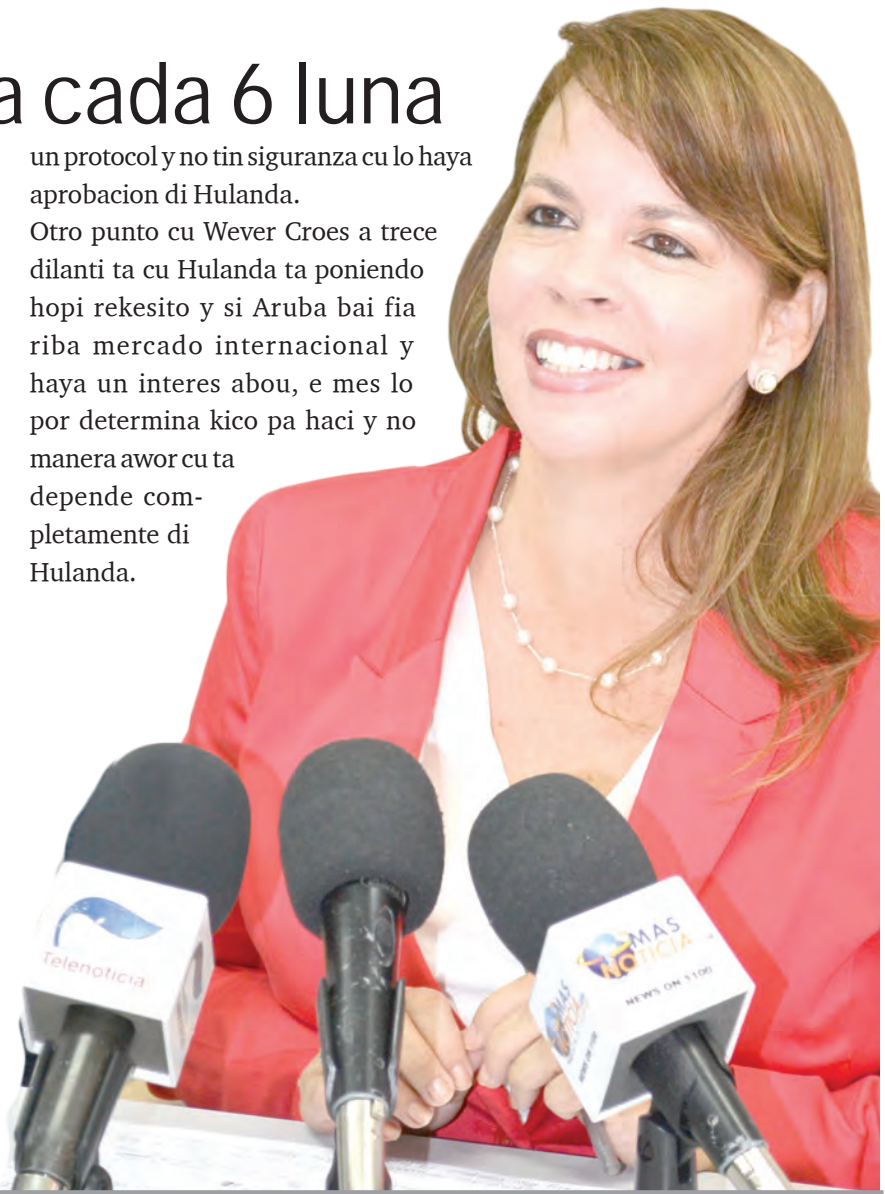 a cada 6 luna
un protocol y no tin siguranza cu lo haya
aprobacion di Hulanda.
Otro punto cu Wever Croes a trece
dilanti ta cu Hulanda ta poniendo
hopi rekesito y si Aruba bai fia
riba mercado internacional y
haya un interes abou, e mes lo
por determina kico pa haci y no
manera awor cu ta
depende com-
pletamente di
Hulanda.
Telenoticia
MAS
NOTICIA
NEWS ON S100
MAS